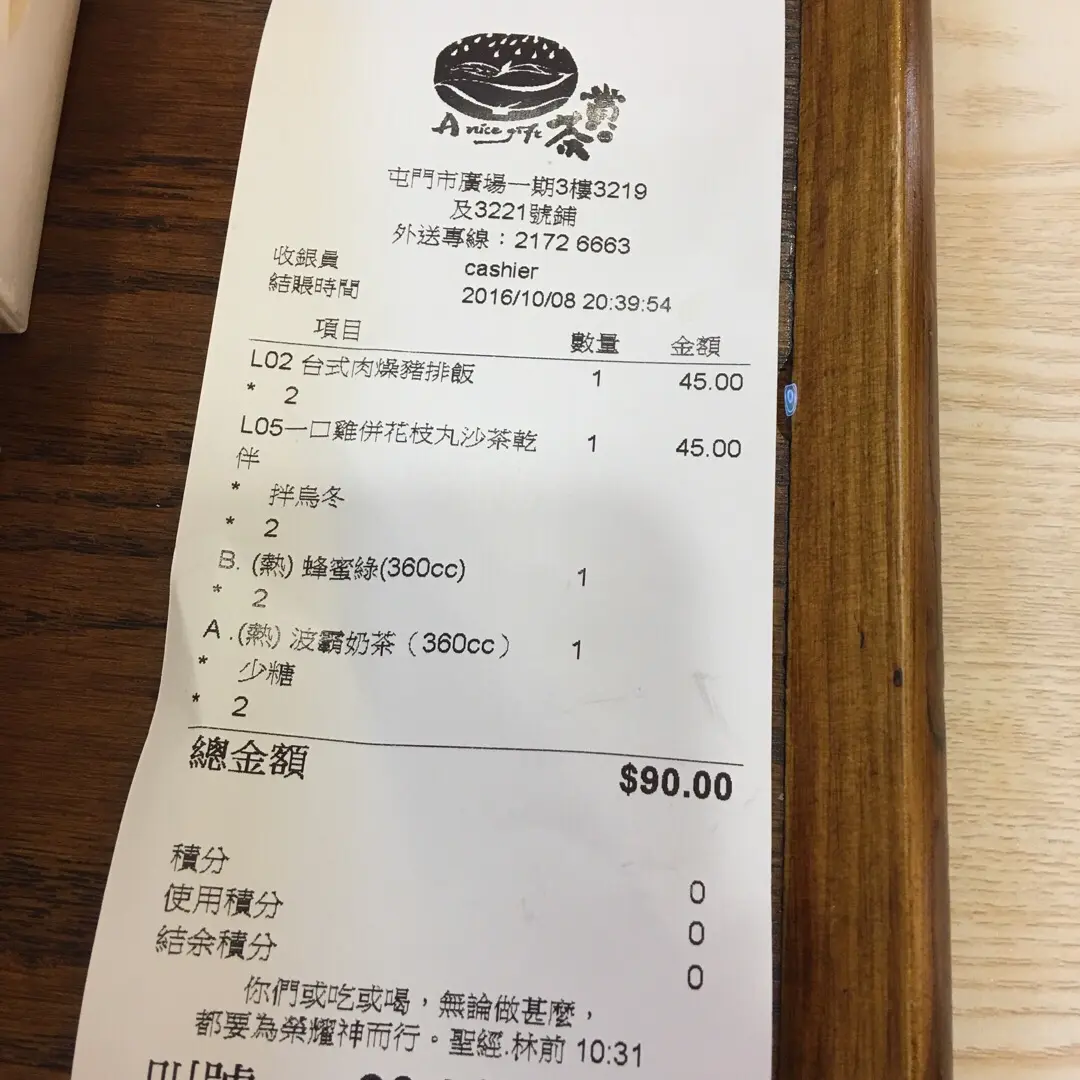 A nice gift 茶賞
屯門市廣場一期3樓3219
及3221號鋪
外送專線：2172 6663
收銀員 cashier
結賬時間 2016/10/08 20:39:54
項目 數量 金額
L02 台式肉燥豬排飯 1 45.00
* 2
L05一口雞併花枝丸沙茶乾 1 45.00
伴
* 拌烏冬
* 2
B. (熱) 蜂蜜綠(360cc) 1
* 2
A .(熱) 波霸奶茶（360cc） 1
* 少糖
* 2
總金額 $90.00
積分 0
使用積分 0
結余積分 0
你們或吃或喝，無論做甚麼，
都要為榮耀神而行。聖經.林前 10:31